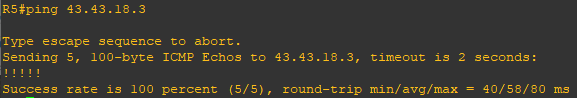 R5#ping 43.43.18.3
Type escape sequence to abort.
Sending 5, 100-byte ICMP Echos to 43.43.18.3, timeout is 2 seconds:
!!!!!
Success rate is 100 percent (5/5), round-trip min/avg/max = 40/58/80 ms